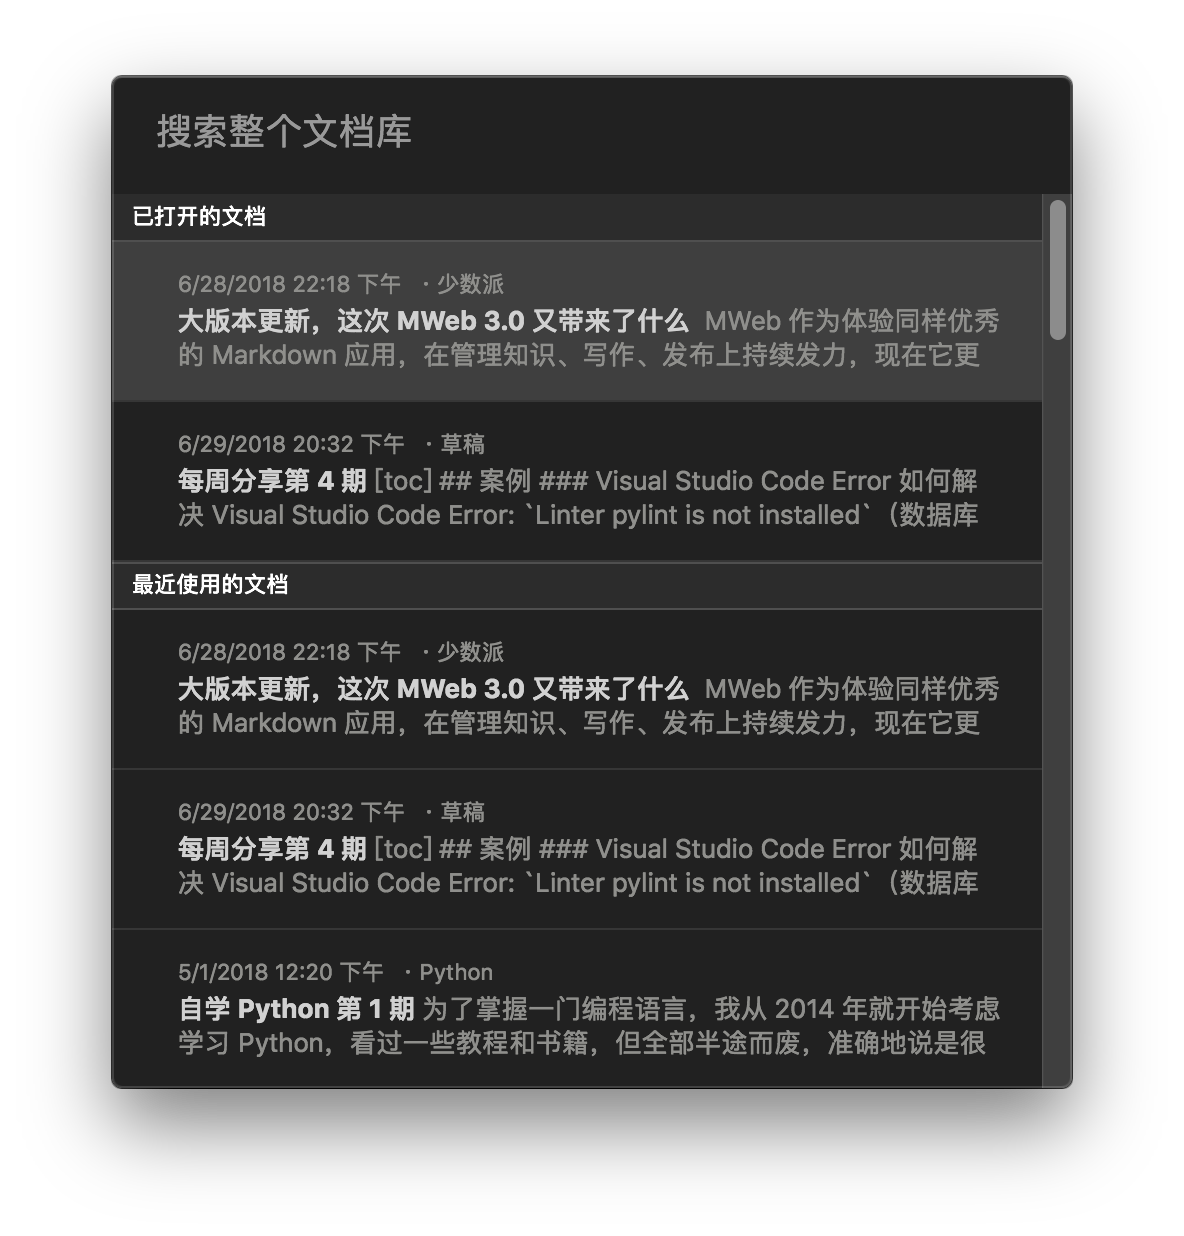 搜索整个文档库
已打开的文档
6/28/2018 22:18 下午 · 少数派
大版本更新，这次 MWeb 3.0 又带来了什么 MWeb 作为体验同样优秀
的 Markdown 应用，在管理知识、写作、发布上持续发力，现在它更
6/29/2018 20:32 下午 · 草稿
每周分享第 4 期 [toc] ## 案例 ### Visual Studio Code Error 如何解
决 Visual Studio Code Error: `Linter pylint is not installed`（数据库
最近使用的文档
6/28/2018 22:18 下午 · 少数派
大版本更新，这次 MWeb 3.0 又带来了什么 MWeb 作为体验同样优秀
的 Markdown 应用，在管理知识、写作、发布上持续发力，现在它更
6/29/2018 20:32 下午 · 草稿
每周分享第 4 期 [toc] ## 案例 ### Visual Studio Code Error 如何解
决 Visual Studio Code Error: `Linter pylint is not installed`（数据库
5/1/2018 12:20 下午 · Python
自学 Python 第 1 期 为了掌握一门编程语言，我从 2014 年就开始考虑
学习 Python，看过一些教程和书籍，但全部半途而废，准确地说是很